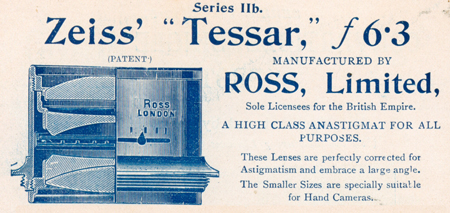 Series IIb.
Zeiss' "Tessar," f 6·3
(PATENT)
MANUFACTURED BY
ROSS, Limited,
Sole Licensees for the British Empire.
A HIGH CLASS ANASTIGMAT FOR ALL
PURPOSES.
These Lenses are perfectly corrected for
Astigmatism and embrace a large angle.
The Smaller Sizes are specially suitable
for Hand Cameras.
ROSS
LONDON